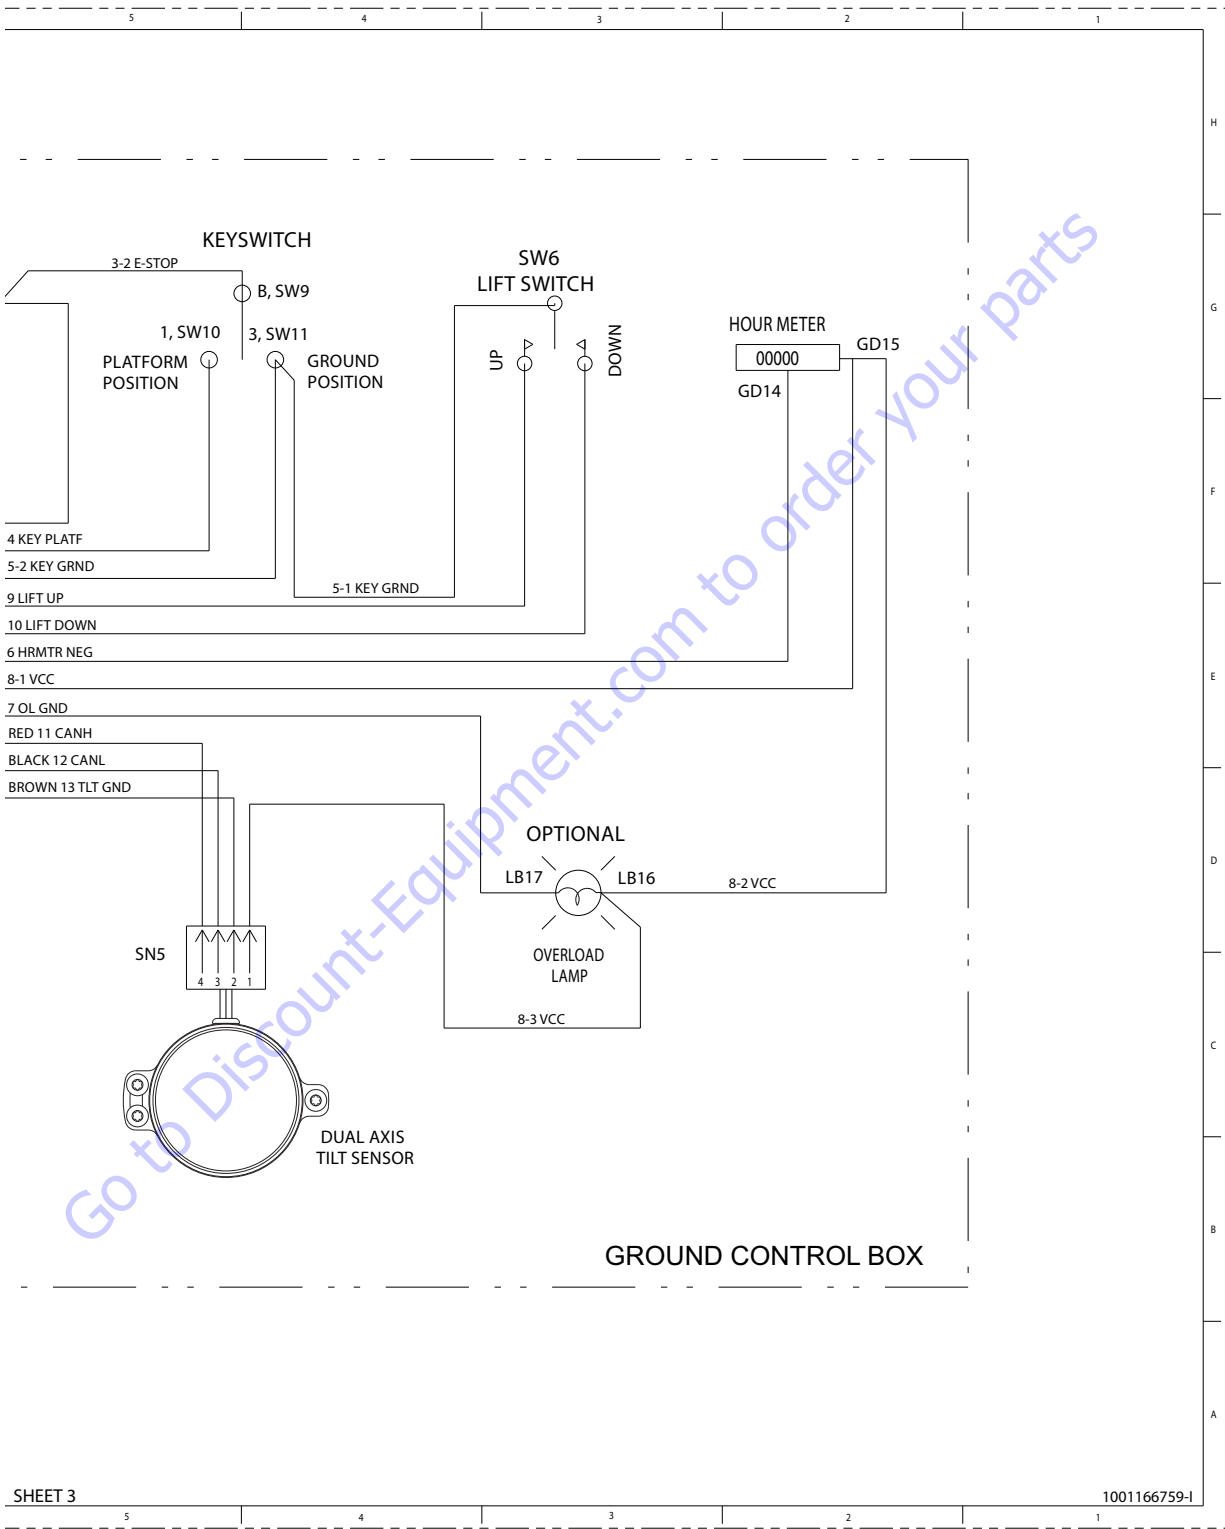 5 4 3 2 1
H
KEYSWITCH
3-2 E-STOP
B, SW9
SW6
LIFT SWITCH
G
1, SW10
3, SW11
PLATFORM
POSITION
GROUND
POSITION
UP
DOWN
HOUR METER
00000
GD15
GD14
F
4 KEY PLATF
5-2 KEY GRND
5-1 KEY GRND
9 LIFT UP
10 LIFT DOWN
6 HRMTR NEG
8-1 VCC
E
7 OL GND
RED 11 CANH
BLACK 12 CANL
BROWN 13 TLT GND
OPTIONAL
D
LB17
LB16
8-2 VCC
SN5
OVERLOAD
LAMP
4 3 2 1
8-3 VCC
C
DUAL AXIS
TILT SENSOR
B
GROUND CONTROL BOX
A
SHEET 3
1001166759-I
5 4 3 2 1
Go to Discount-Equipment.com to order your parts